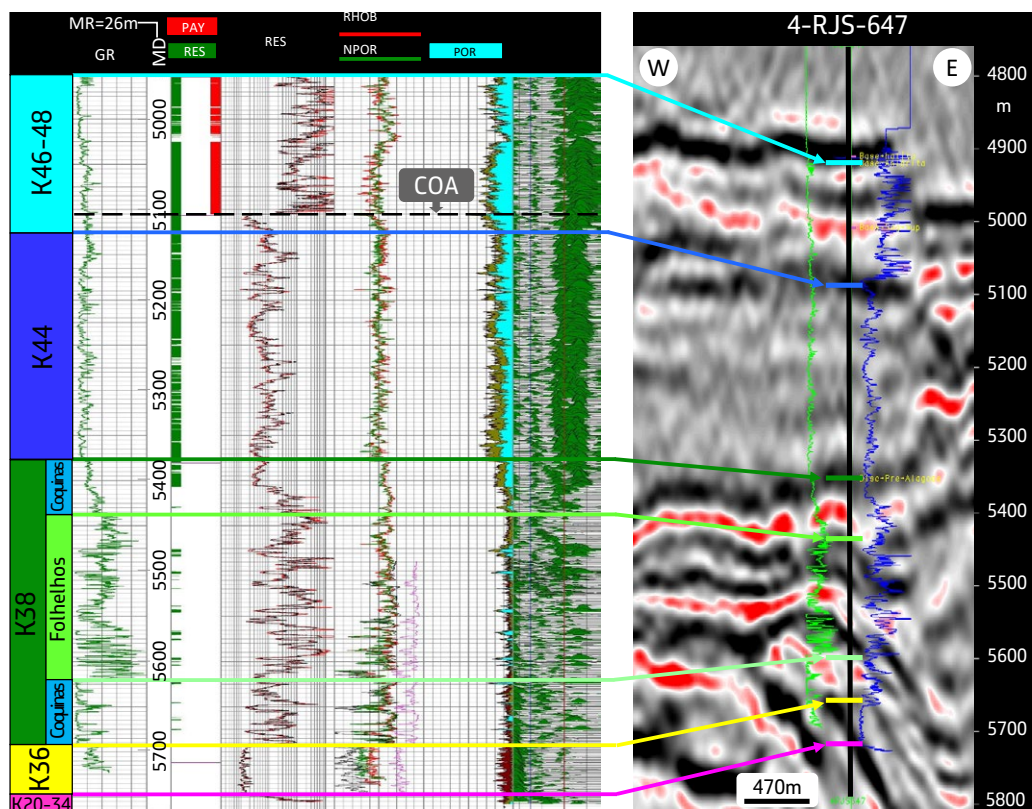 MR=26m
GR
MD
PAY
RES
RES
RHOB
NPOR
POR
K46-48
K44
K38
Coquinas
Folhelhos
Coquinas
K36
K20-34
5000
5100
5200
5300
5400
5500
5600
5700
COA
4-RJS-647
W
E
4800
m
4900
5000
5100
5200
5300
5400
5500
5600
5700
5800
470m